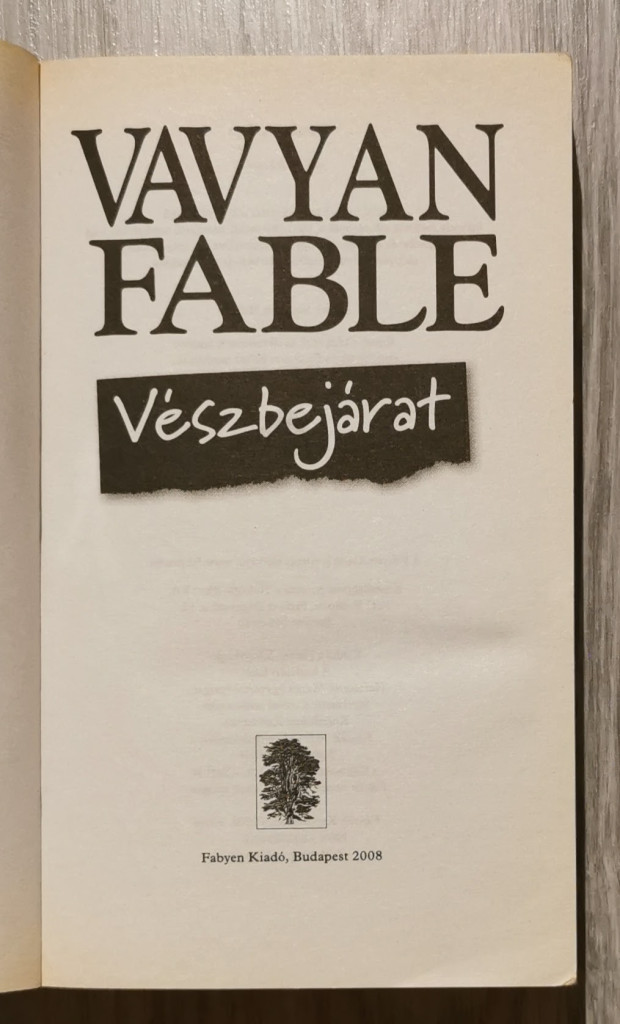 VAVYAN
FABLE
Vészbejárat
Fabyen Kiadó, Budapest 2008